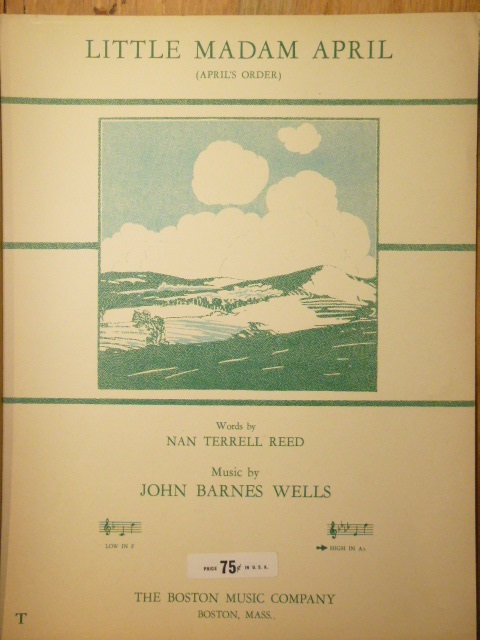 LITTLE MADAM APRIL
(APRIL'S ORDER)
Words by
NAN TERRELL REED
Music by
JOHN BARNES WELLS
LOW IN F
HIGH IN A♭
PRICE 75¢ IN U.S.A.
THE BOSTON MUSIC COMPANY
BOSTON, MASS.
T